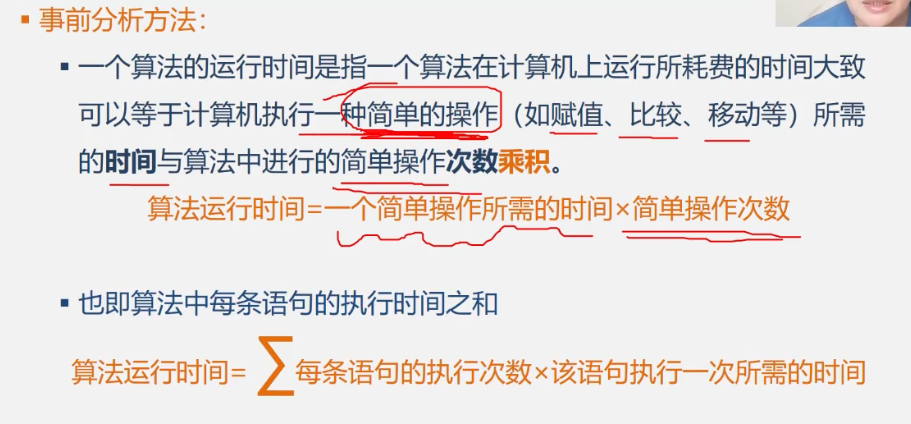 ▪ 事前分析方法：
▪ 一个算法的运行时间是指一个算法在计算机上运行所耗费的时间大致
可以等于计算机执行一种简单的操作（如赋值、比较、移动等）所需
的时间与算法中进行的简单操作次数乘积。
算法运行时间=一个简单操作所需的时间×简单操作次数
▪ 也即算法中每条语句的执行时间之和
算法运行时间= ∑ 每条语句的执行次数×该语句执行一次所需的时间